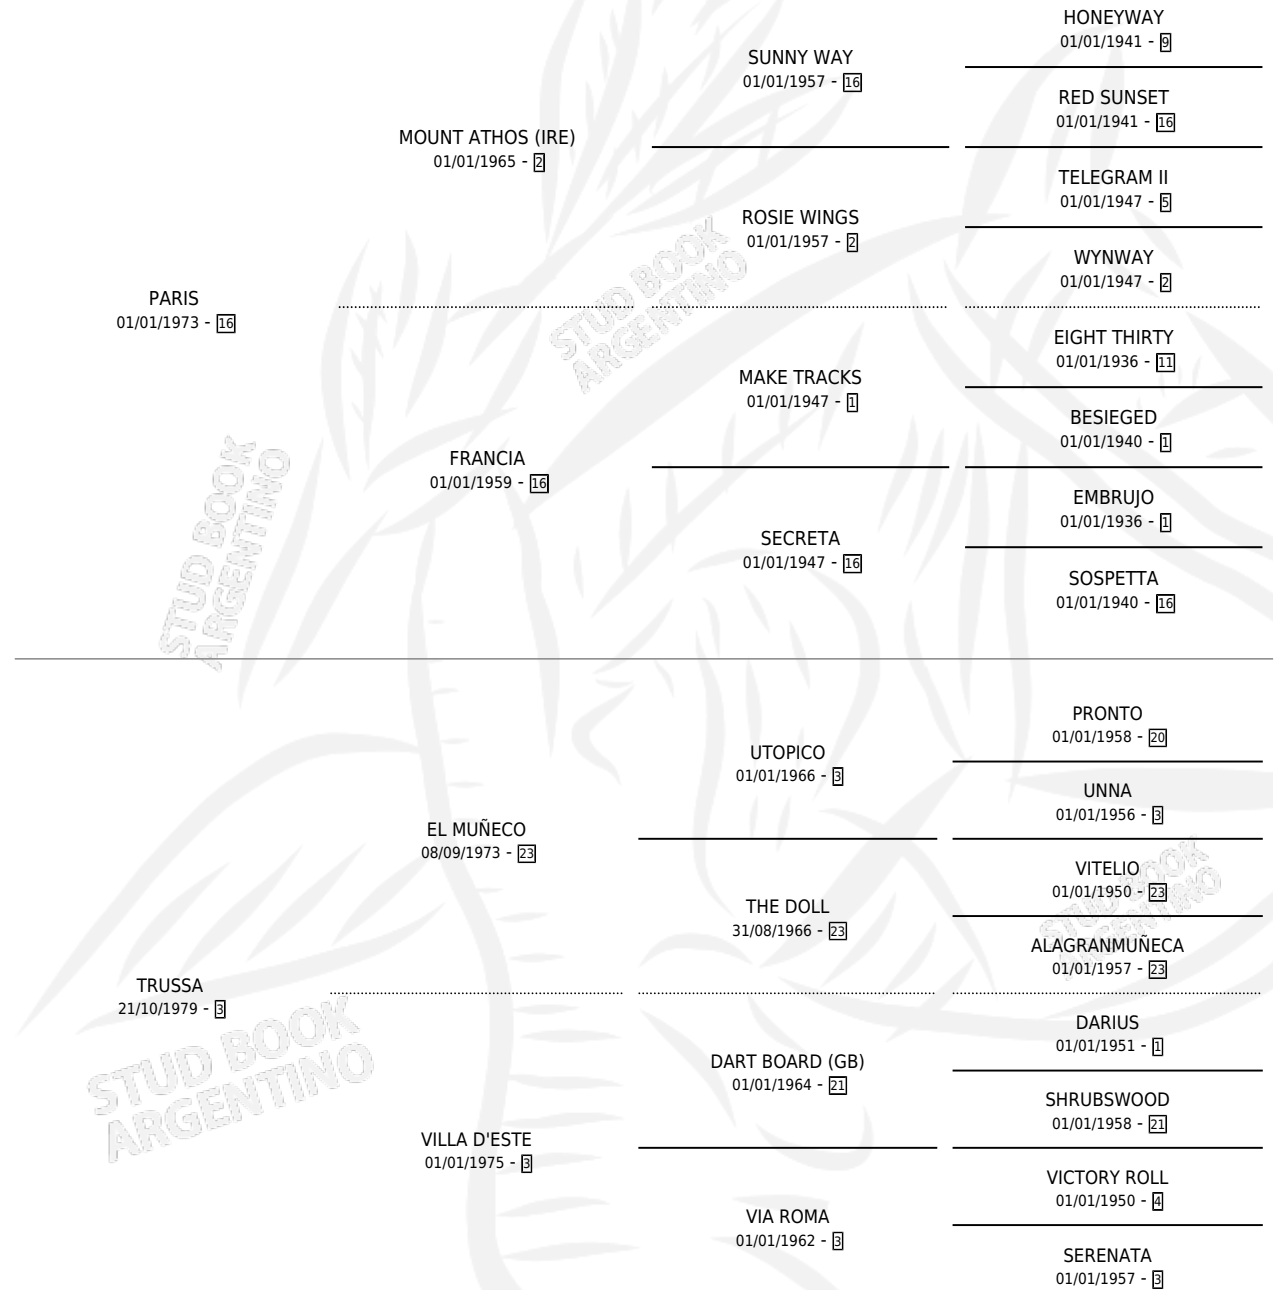 HONEYWAY
01/01/1941 - 9
SUNNY WAY
01/01/1957 - 16
RED SUNSET
01/01/1941 - 16
MOUNT ATHOS (IRE)
01/01/1965 - 2
TELEGRAM II
01/01/1947 - 5
ROSIE WINGS
01/01/1957 - 2
WYNWAY
01/01/1947 - 2
PARIS
01/01/1973 - 16
EIGHT THIRTY
01/01/1936 - 11
MAKE TRACKS
01/01/1947 - 1
BESIEGED
01/01/1940 - 1
FRANCIA
01/01/1959 - 16
EMBRUJO
01/01/1936 - 1
SECRETA
01/01/1947 - 16
SOSPETTA
01/01/1940 - 16
STUD BOOK
ARGENTINO
STUD BOOK
ARGENTINO
PRONTO
01/01/1958 - 20
UTOPICO
01/01/1966 - 3
UNNA
01/01/1956 - 3
EL MUÑECO
08/09/1973 - 23
VITELIO
01/01/1950 - 23
THE DOLL
31/08/1966 - 23
ALAGRANMUÑECA
01/01/1957 - 23
TRUSSA
21/10/1979 - 3
DARIUS
01/01/1951 - 1
DART BOARD (GB)
01/01/1964 - 21
SHRUBSWOOD
01/01/1958 - 21
VILLA D'ESTE
01/01/1975 - 3
VICTORY ROLL
01/01/1950 - 4
VIA ROMA
01/01/1962 - 3
SERENATA
01/01/1957 - 3
STUD BOOK
ARGENTINO
STUD BOOK
ARGENTINO